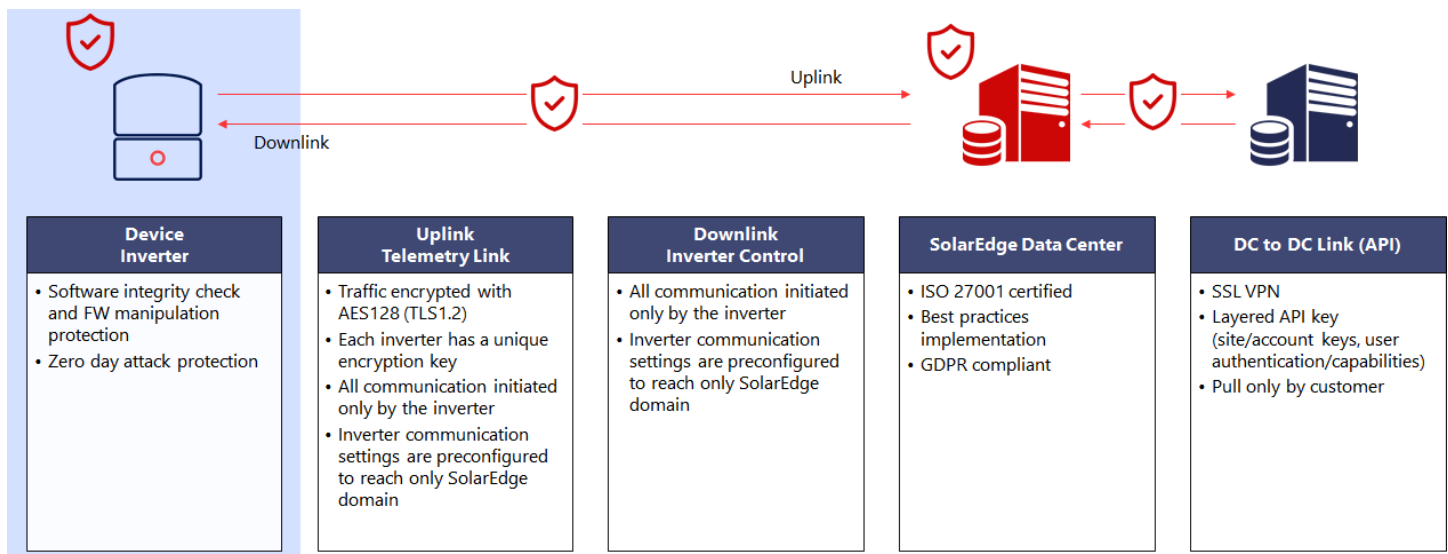 Uplink
Downlink
Device
Inverter
• Software integrity check
and FW manipulation
protection
• Zero day attack protection
Uplink
Telemetry Link
• Traffic encrypted with
AES128 (TLS1.2)
• Each inverter has a unique
encryption key
• All communication initiated
only by the inverter
• Inverter communication
settings are preconfigured
to reach only SolarEdge
domain
Downlink
Inverter Control
• All communication initiated
only by the inverter
• Inverter communication
settings are preconfigured
to reach only SolarEdge
domain
SolarEdge Data Center
• ISO 27001 certified
• Best practices
implementation
• GDPR compliant
DC to DC Link (API)
• SSL VPN
• Layered API key
(site/account keys, user
authentication/capabilities)
• Pull only by customer